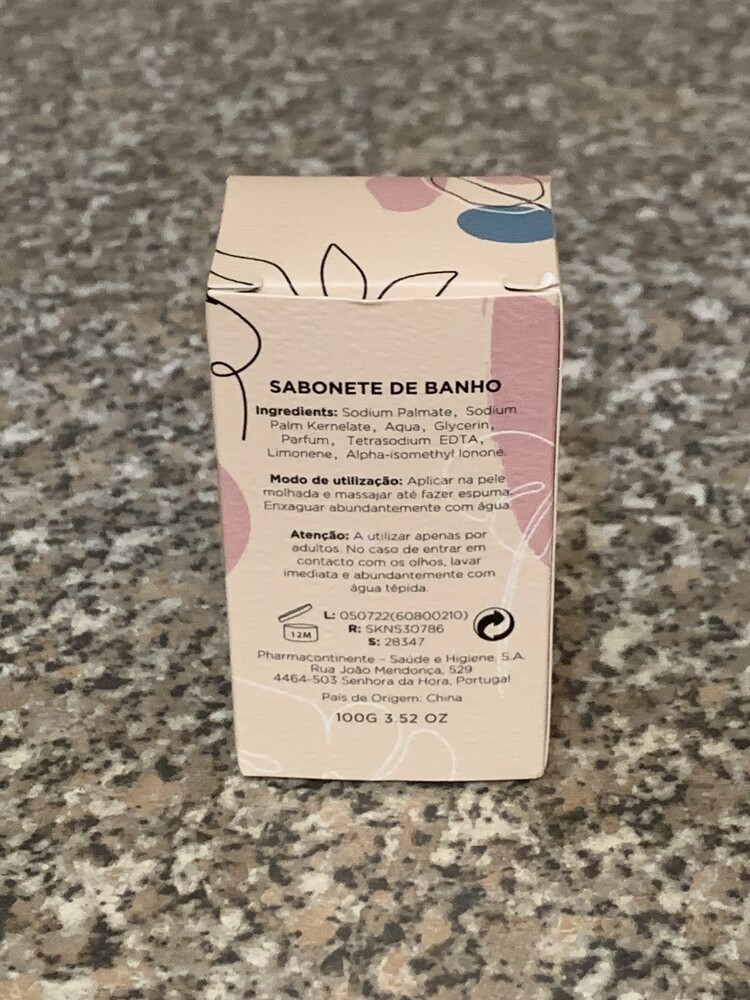 SABONETE DE BANHO
Ingredients: Sodium Palmate, Sodium
Palm Kernelate, Aqua, Glycerin,
Parfum, Tetrasodium EDTA,
Limonene, Alpha-isomethyl Ionone.
Modo de utilização: Aplicar na pele
molhada e massajar até fazer espuma.
Enxaguar abundantemente com água.
Atenção: A utilizar apenas por
adultos. No caso de entrar em
contacto com os olhos, lavar
imediata e abundantemente com
água tépida.
12M
L: 050722(60800210)
R: SKNS30786
S: 28347
Pharmacontinente - Saúde e Higiene, S.A.
Rua João Mendonça, 529
4464-503 Senhora da Hora, Portugal
País de Origem: China
100G 3.52 OZ